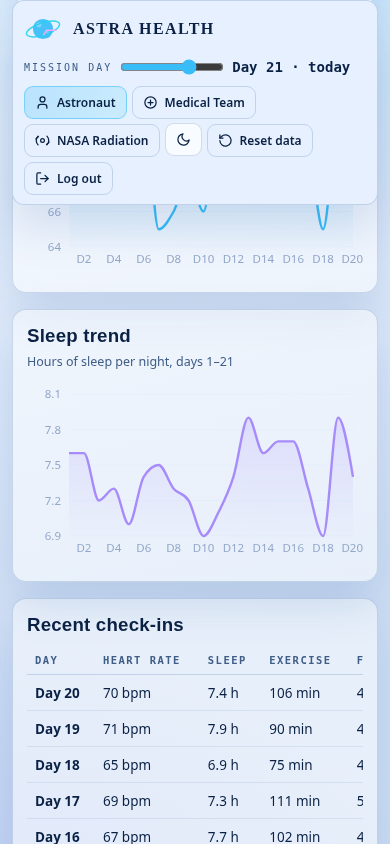 ASTRA HEALTH
MISSION DAY Day 21 · today
Astronaut Medical Team
NASA Radiation Reset data
Log out
66
64
D2 D4 D6 D8 D10 D12 D14 D16 D18 D20
Sleep trend
Hours of sleep per night, days 1–21
8.1
7.8
7.5
7.2
6.9
D2 D4 D6 D8 D10 D12 D14 D16 D18 D20
Recent check-ins
DAY HEART RATE SLEEP EXERCISE F
Day 20 70 bpm 7.4 h 106 min 4
Day 19 71 bpm 7.9 h 90 min 4
Day 18 65 bpm 6.9 h 75 min 4
Day 17 69 bpm 7.3 h 111 min 5
Day 16 67 bpm 7.7 h 102 min 4